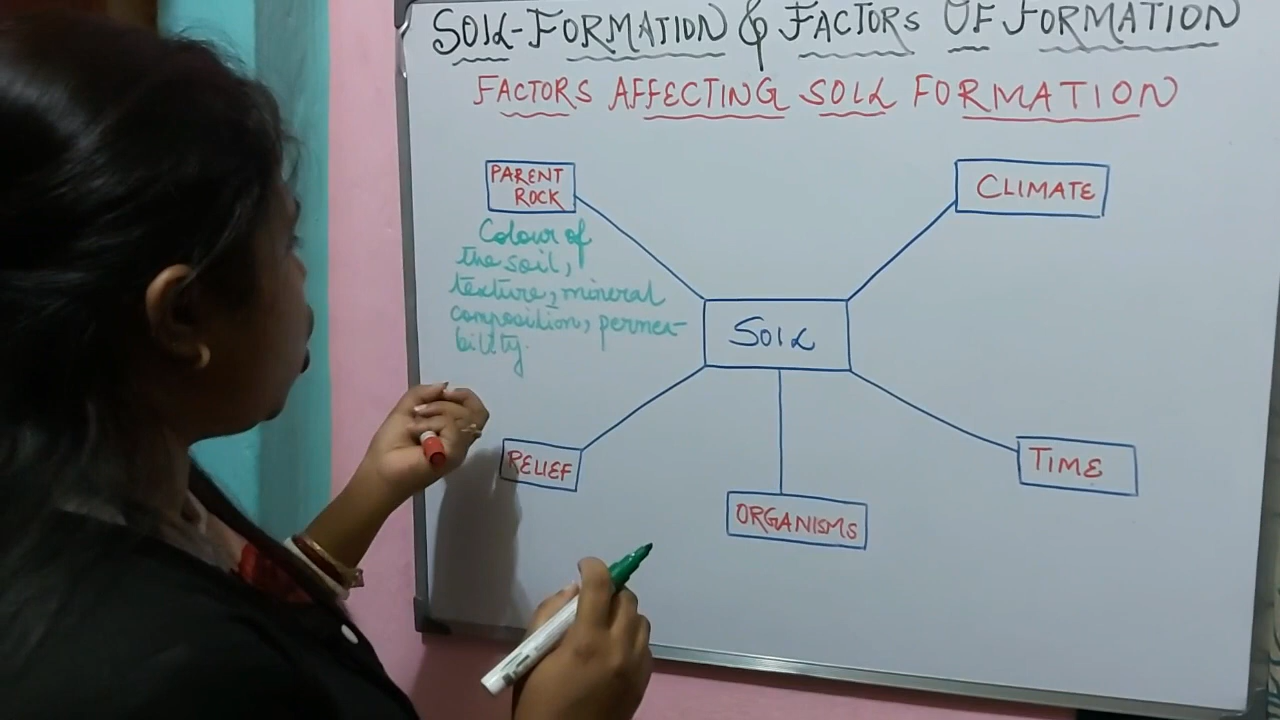 SOIL-FORMATION & FACTORS OF FORMATION
FACTORS AFFECTING SOIL FORMATION
PARENT
ROCK
CLIMATE
Colour of
the soil,
texture, mineral
composition, permea-
bility.
SOIL
RELIEF
TIME
ORGANISMS